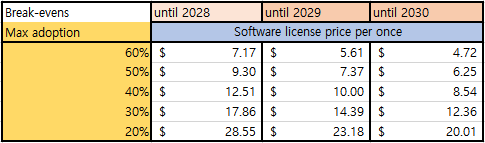 Break-evens until 2028 until 2029 until 2030
Max adoption Software license price per once
60% $ 7.17 $ 5.61 $ 4.72
50% $ 9.30 $ 7.37 $ 6.25
40% $ 12.51 $ 10.00 $ 8.54
30% $ 17.86 $ 14.39 $ 12.36
20% $ 28.55 $ 23.18 $ 20.01